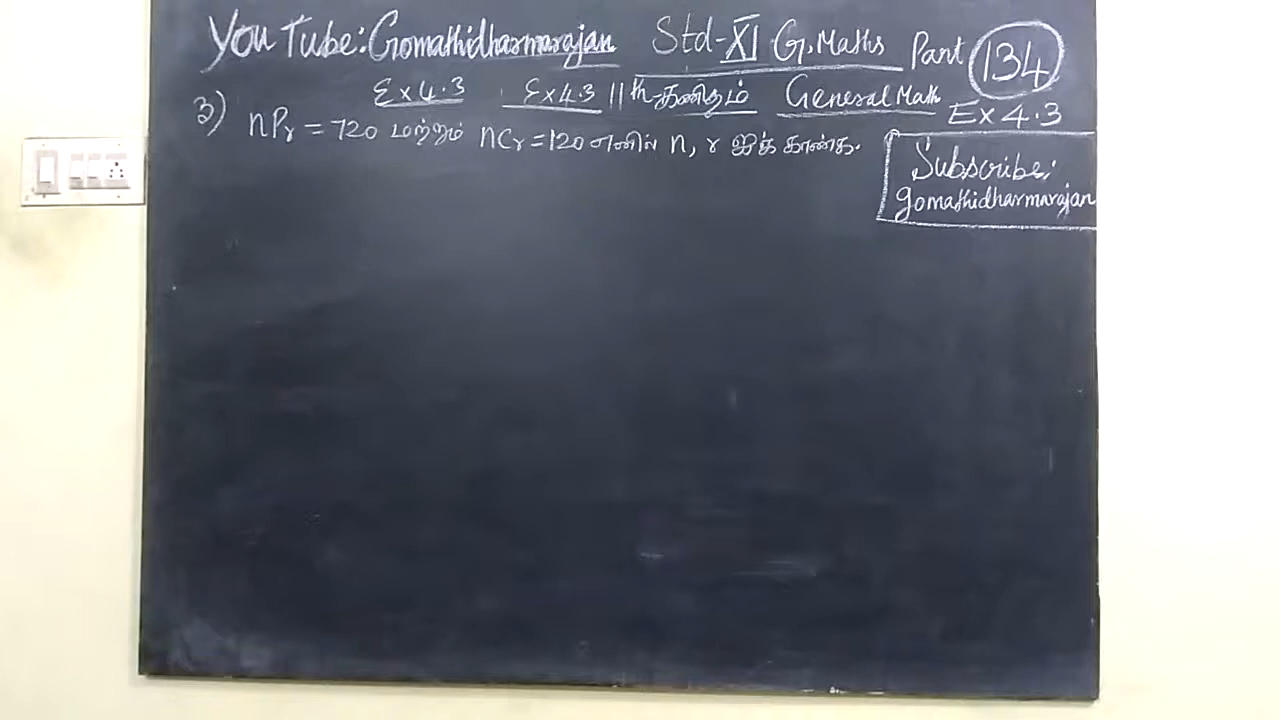 You Tube: Gomathidharmarajan Std-XI G.Maths Part 134
Ex 4.3 Ex 4.3 11th-கணிதம் General Math Ex 4.3
3) nPr = 720 மற்றும் nCr = 120 எனில் n, r ஐக் காண்க.
Subscribe:
gomathidharmarajan